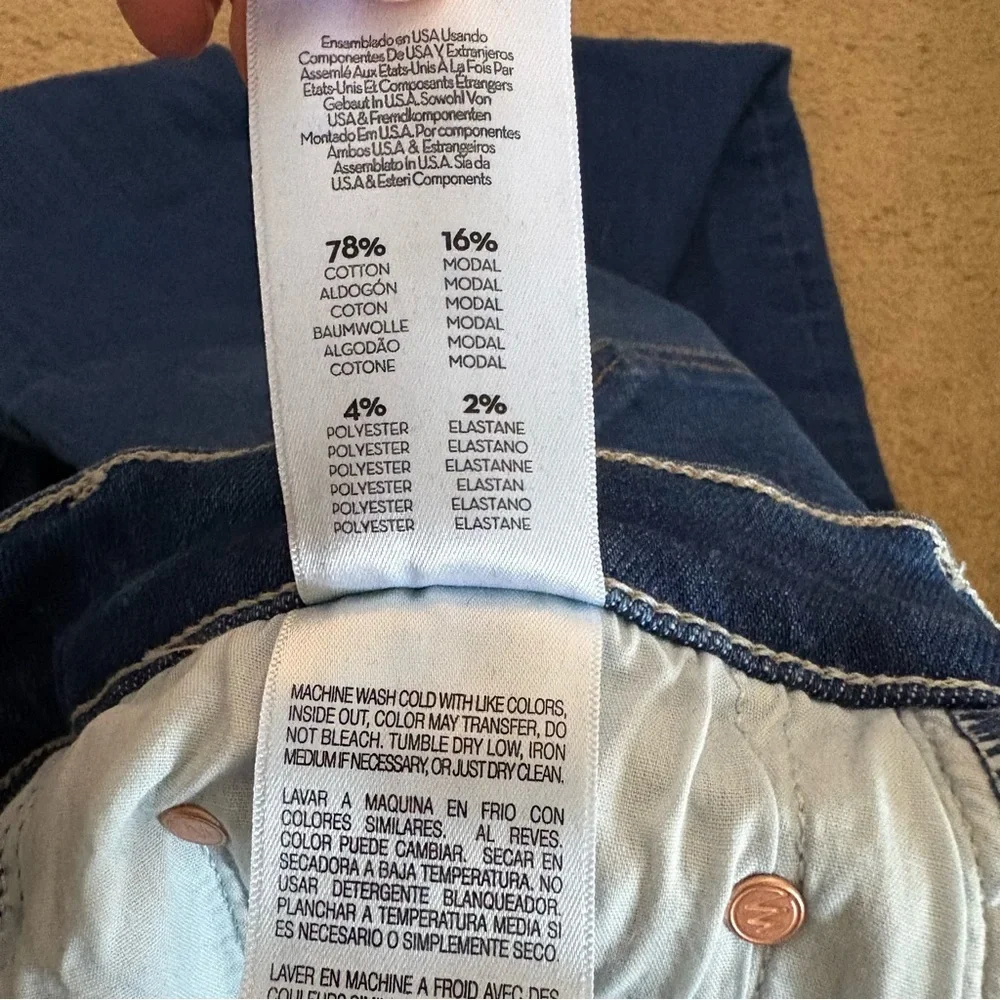 Ensamblado en USA Usando
Componentes De USA Y Extranjeros
Assemlé Aux Etats-Unis A La Fois Par
Etats-Unis Et Composants Étrangers
Gebaut In U.S.A. Sowohl Von
USA & Fremdkomponenten
Montado Em U.S.A. Por componentes
Ambos U.S.A & Estrangeiros
Assemblato In U.S.A. Sia da
U.S.A & Esteri Components
78%
COTTON
ALDOGÓN
COTON
BAUMWOLLE
ALGODÃO
COTONE
16%
MODAL
MODAL
MODAL
MODAL
MODAL
MODAL
4%
POLYESTER
POLYESTER
POLYESTER
POLYESTER
POLYESTER
POLYESTER
2%
ELASTANE
ELASTANO
ELASTANNE
ELASTAN
ELASTANO
ELASTANE
MACHINE WASH COLD WITH LIKE COLORS,
INSIDE OUT, COLOR MAY TRANSFER, DO
NOT BLEACH. TUMBLE DRY LOW, IRON
MEDIUM IF NECESSARY, OR JUST DRY CLEAN.
LAVAR A MAQUINA EN FRIO CON
COLORES SIMILARES. AL REVES.
COLOR PUEDE CAMBIAR. SECAR EN
SECADORA A BAJA TEMPERATURA. NO
USAR DETERGENTE BLANQUEADOR.
PLANCHAR A TEMPERATURA MEDIA SI
ES NECESARIO O SIMPLEMENTE SECO.
LAVER EN MACHINE A FROID AVEC DES